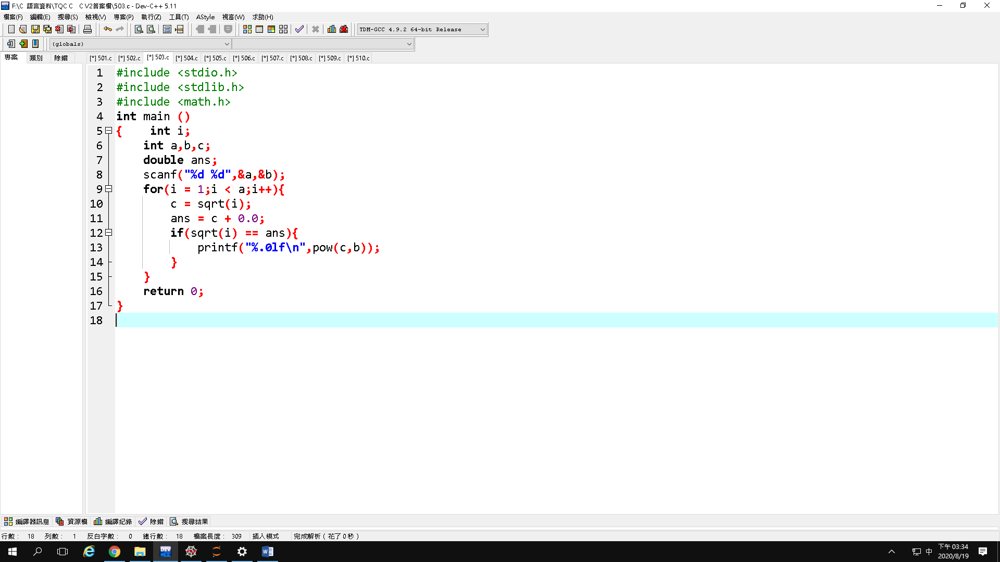 F:\C 語言資料\TQC C    C V2答案檔\503.c - Dev-C++ 5.11
檔案(F) 編輯(E) 搜尋(S) 檢視(V) 專案(P) 執行(Z) 工具(T) AStyle 視窗(W) 求助(H)
TDM-GCC 4.9.2 64-bit Release
(globals)
專案 類別 除錯 [*] 501.c [*] 502.c [*] 503.c [*] 504.c [*] 505.c [*] 506.c [*] 507.c [*] 508.c [*] 509.c [*] 510.c
1 #include <stdio.h>
2 #include <stdlib.h>
3 #include <math.h>
4 int main ()
5 {    int i;
6     int a,b,c;
7     double ans;
8     scanf("%d %d",&a,&b);
9     for(i = 1;i < a;i++){
10         c = sqrt(i);
11         ans = c + 0.0;
12         if(sqrt(i) == ans){
13             printf("%.0lf\n",pow(c,b));
14         }
15     }
16     return 0;
17 }
18
編譯器訊息 資源檔 編譯紀錄 除錯 搜尋結果
行數: 18 列數: 1 反白字數: 0 總行數: 18 檔案長度: 309 插入模式 完成解析 ( 花了 0 秒 )
DEV 中 下午 03:34
2020/8/19